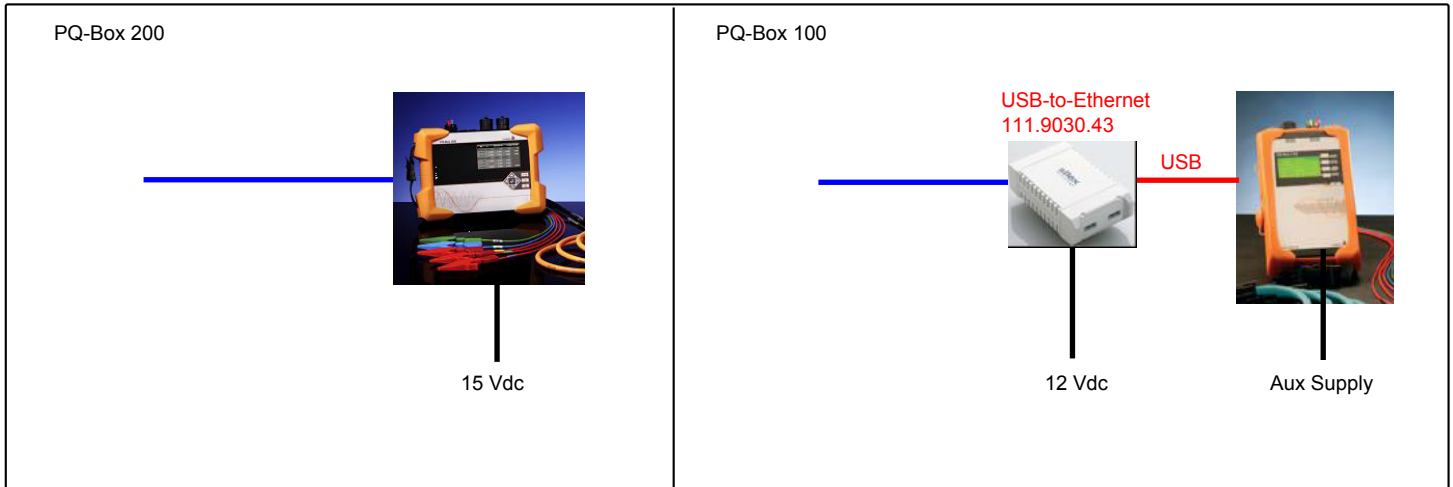 PQ-Box 200
15 Vdc
PQ-Box 100
USB-to-Ethernet
111.9030.43
USB
12 Vdc
Aux Supply